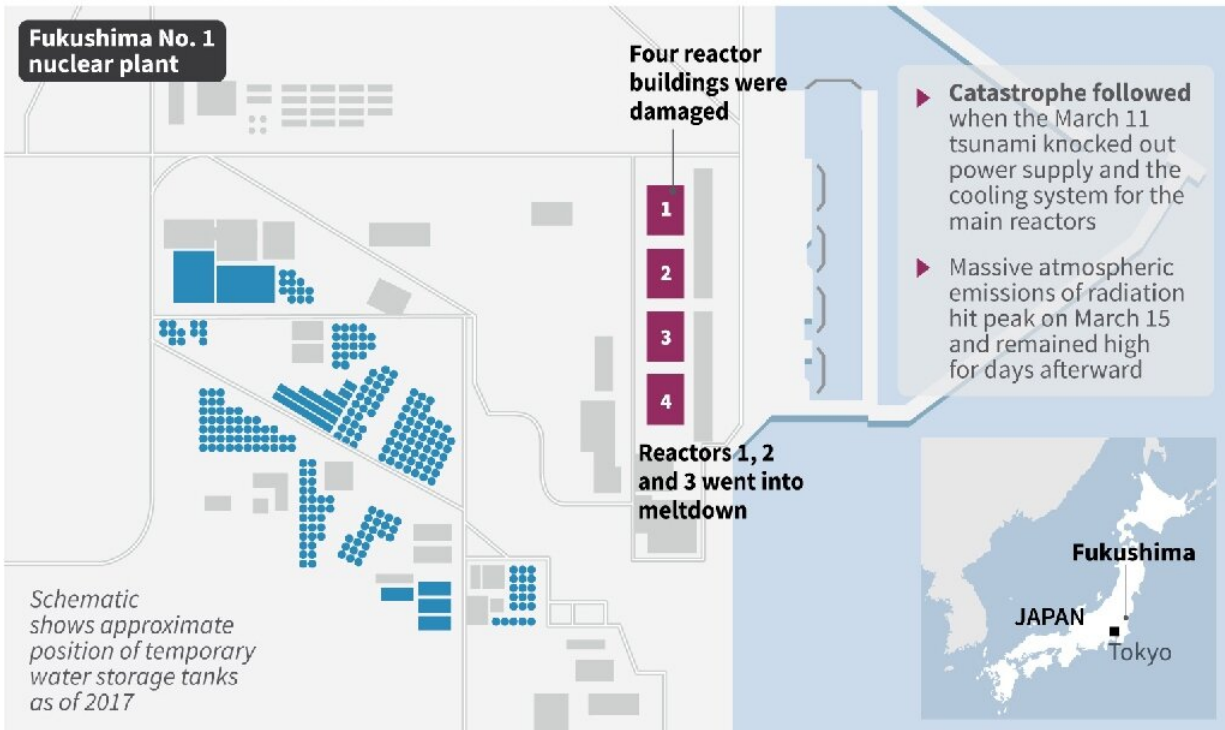 Fukushima No. 1
nuclear plant
Four reactor
buildings were
damaged
1
2
3
4
Reactors 1, 2
and 3 went into
meltdown
Catastrophe followed
when the March 11
tsunami knocked out
power supply and the
cooling system for the
main reactors
Massive atmospheric
emissions of radiation
hit peak on March 15
and remained high
for days afterward
Schematic
shows approximate
position of temporary
water storage tanks
as of 2017
Fukushima
JAPAN
Tokyo